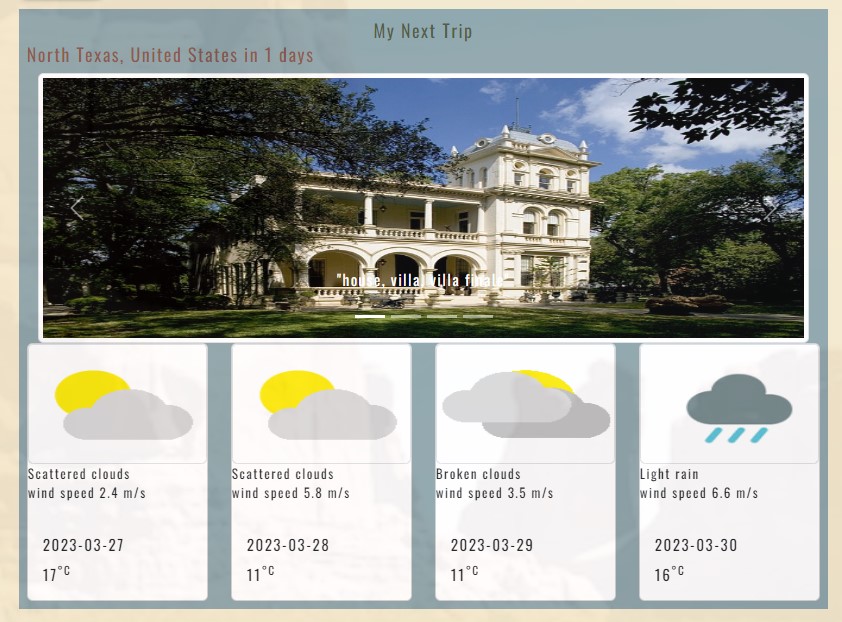 My Next Trip
North Texas, United States in 1 days
"house, villa, villa finale
Scattered clouds
wind speed 2.4 m/s
2023-03-27
17°C
Scattered clouds
wind speed 5.8 m/s
2023-03-28
11°C
Broken clouds
wind speed 3.5 m/s
2023-03-29
11°C
Light rain
wind speed 6.6 m/s
2023-03-30
16°C